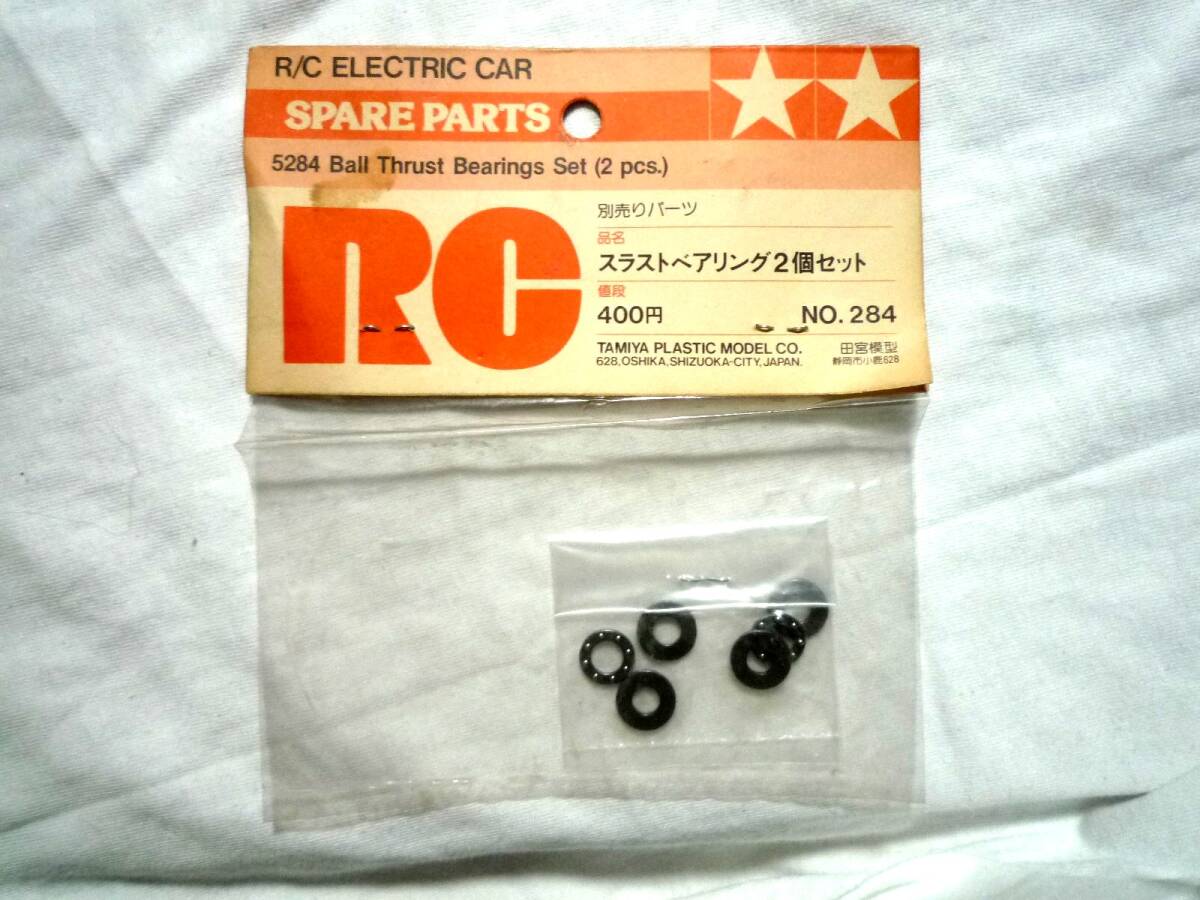 R/C ELECTRIC CAR
SPARE PARTS
5284 Ball Thrust Bearings Set (2 pcs.)
RC
別売りパーツ
品名
スラストベアリング2個セット
値段
400円 NO. 284
TAMIYA PLASTIC MODEL CO. 田宮模型
628, OSHIKA, SHIZUOKA-CITY, JAPAN. 静岡市小鹿628